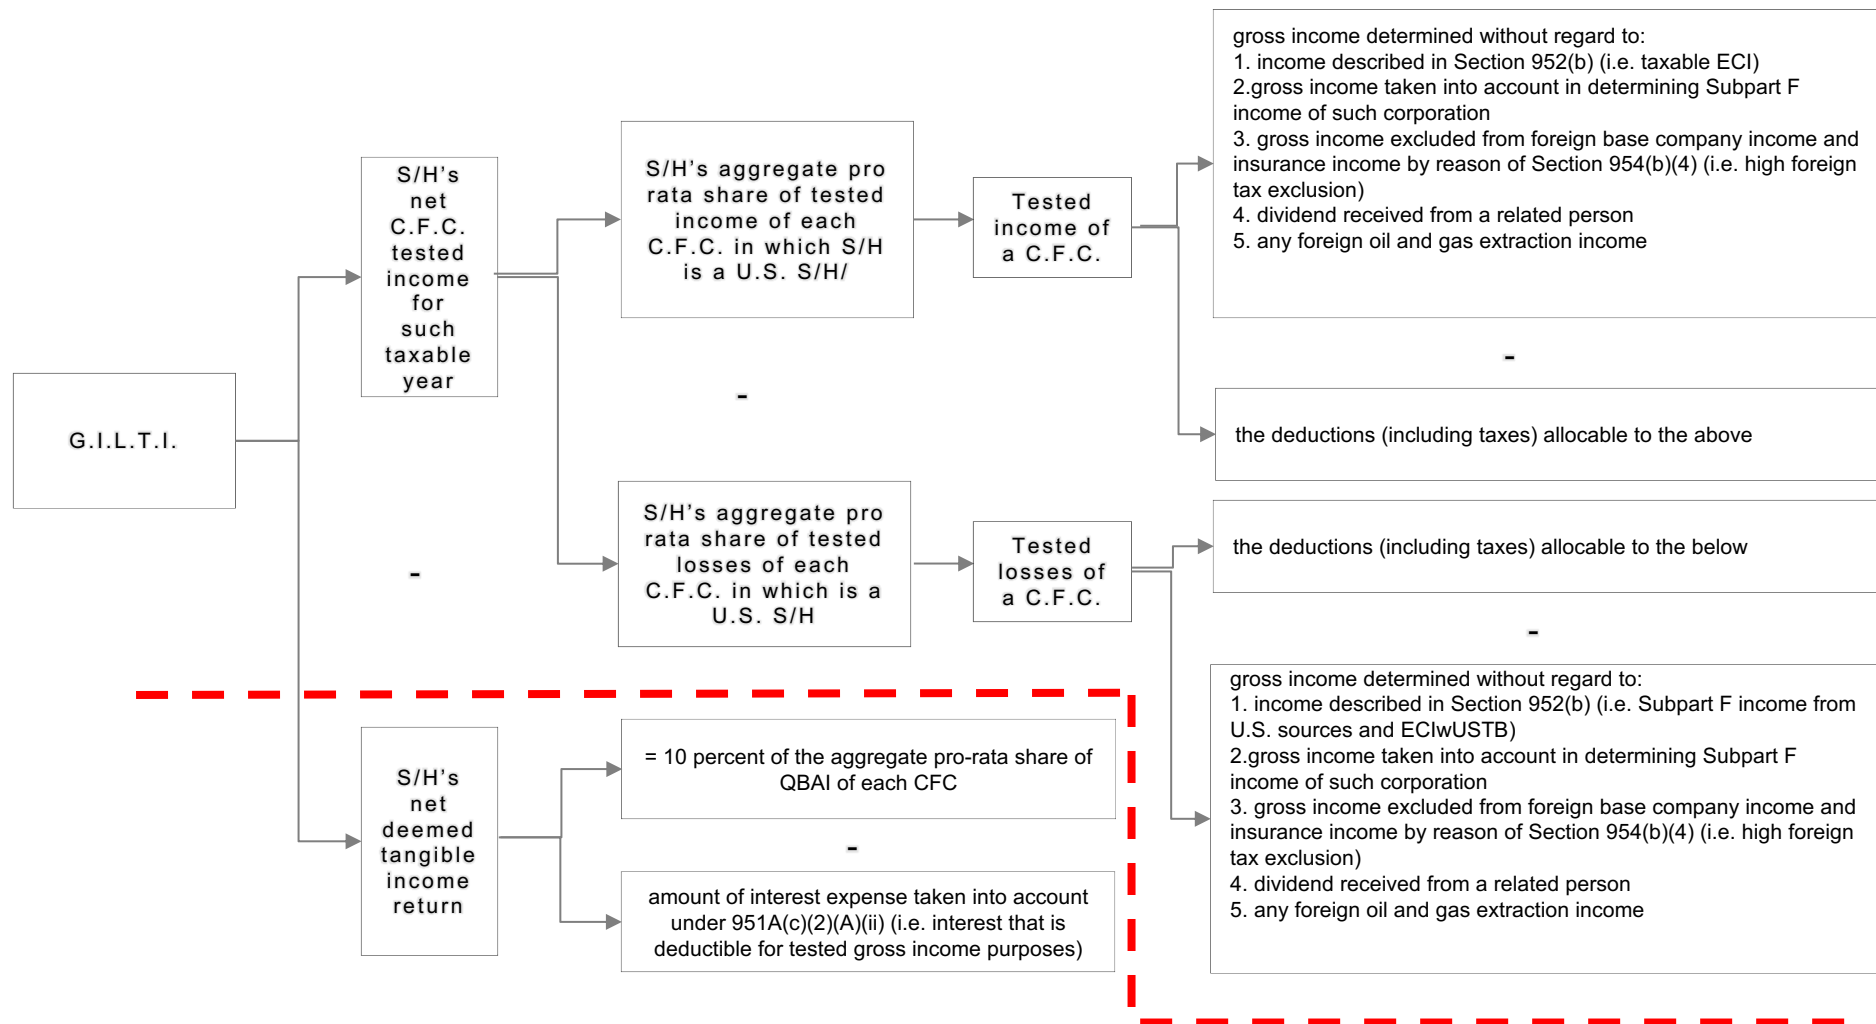 G.I.L.T.I.
S/H’s
net
C.F.C.
tested
income
for
such
taxable
year
-
S/H’s
net
deemed
tangible
income
return
S/H’s aggregate pro
rata share of tested
income of each
C.F.C. in which S/H
is a U.S. S/H/
-
S/H’s aggregate pro
rata share of tested
losses of each
C.F.C. in which is a
U.S. S/H
Tested
income of
a C.F.C.
gross income determined without regard to:
1. income described in Section 952(b) (i.e. taxable ECI)
2.gross income taken into account in determining Subpart F
income of such corporation
3. gross income excluded from foreign base company income and
insurance income by reason of Section 954(b)(4) (i.e. high foreign
tax exclusion)
4. dividend received from a related person
5. any foreign oil and gas extraction income
-
the deductions (including taxes) allocable to the above
Tested
losses of
a C.F.C.
the deductions (including taxes) allocable to the below
-
gross income determined without regard to:
1. income described in Section 952(b) (i.e. Subpart F income from
U.S. sources and ECIwUSTB)
2.gross income taken into account in determining Subpart F
income of such corporation
3. gross income excluded from foreign base company income and
insurance income by reason of Section 954(b)(4) (i.e. high foreign
tax exclusion)
4. dividend received from a related person
5. any foreign oil and gas extraction income
= 10 percent of the aggregate pro-rata share of
QBAI of each CFC
-
amount of interest expense taken into account
under 951A(c)(2)(A)(ii) (i.e. interest that is
deductible for tested gross income purposes)